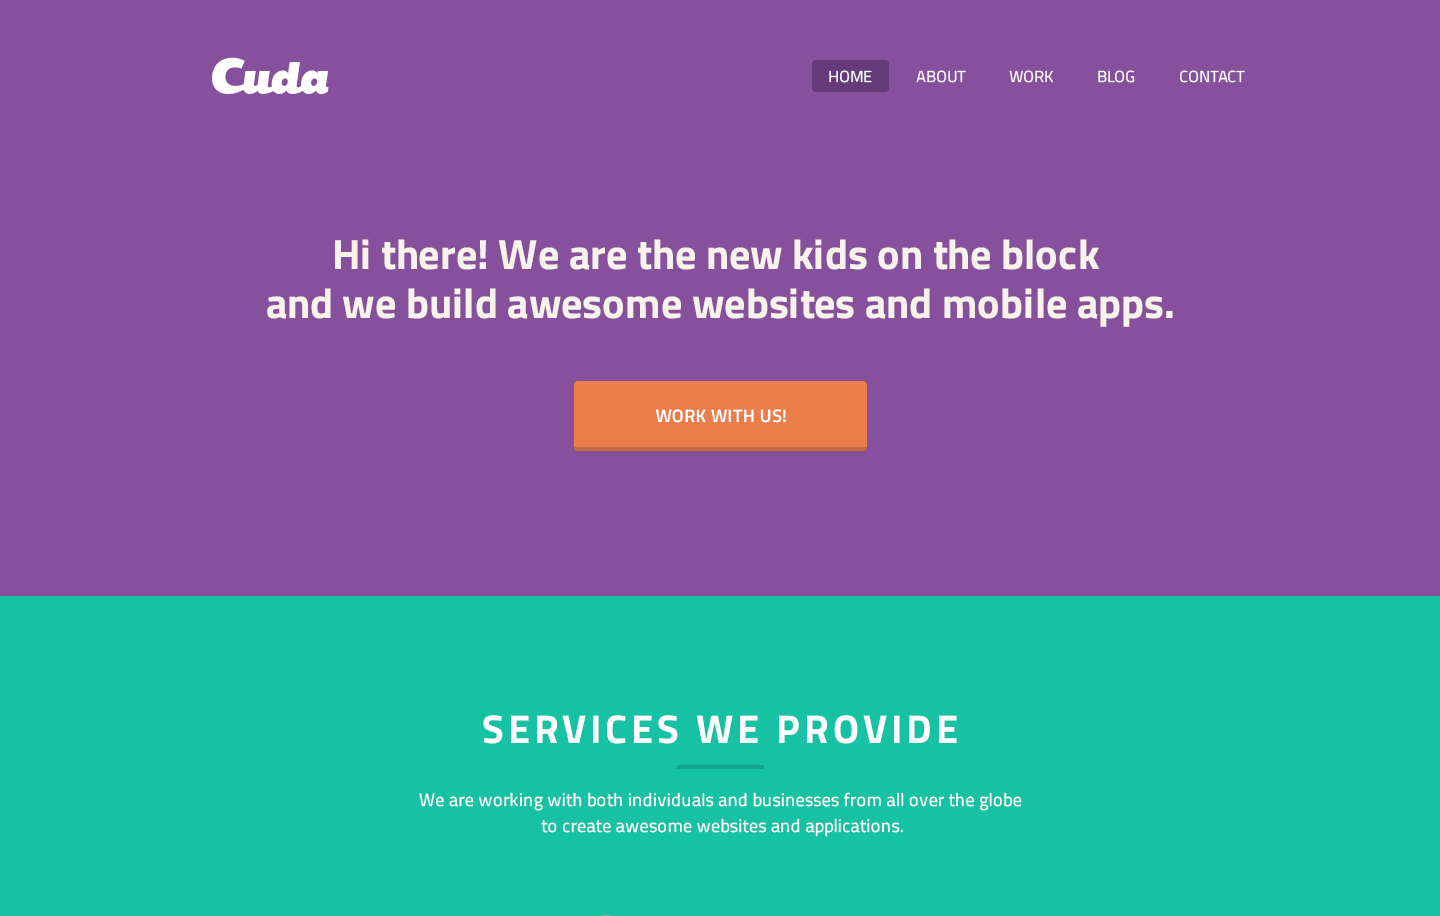 Cuda
HOME ABOUT WORK BLOG CONTACT
Hi there! We are the new kids on the block
and we build awesome websites and mobile apps.
WORK WITH US!
SERVICES WE PROVIDE
We are working with both individuals and businesses from all over the globe
to create awesome websites and applications.